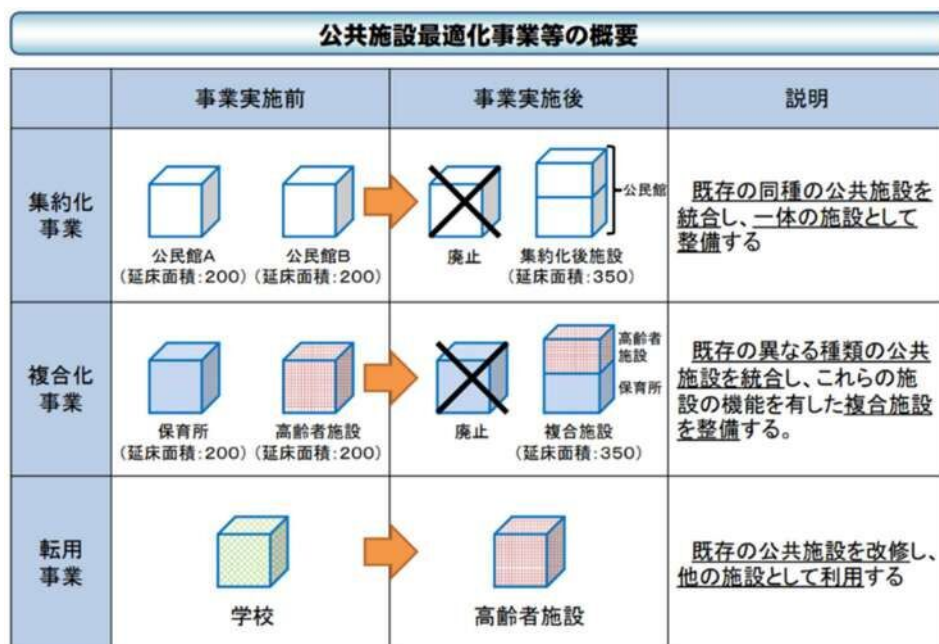 公共施設最適化事業等の概要
事業実施前
事業実施後
説明
集約化
事業
公民館A
(延床面積:200)
公民館B
(延床面積:200)
廃止
公民館
集約化後施設
(延床面積:350)
既存の同種の公共施設を
統合し、一体の施設として
整備する
複合化
事業
保育所
(延床面積:200)
高齢者施設
(延床面積:200)
廃止
高齢者
施設
保育所
複合施設
(延床面積:350)
既存の異なる種類の公共
施設を統合し、これらの施
設の機能を有した複合施設
を整備する。
転用
事業
学校
高齢者施設
既存の公共施設を改修し、
他の施設として利用する